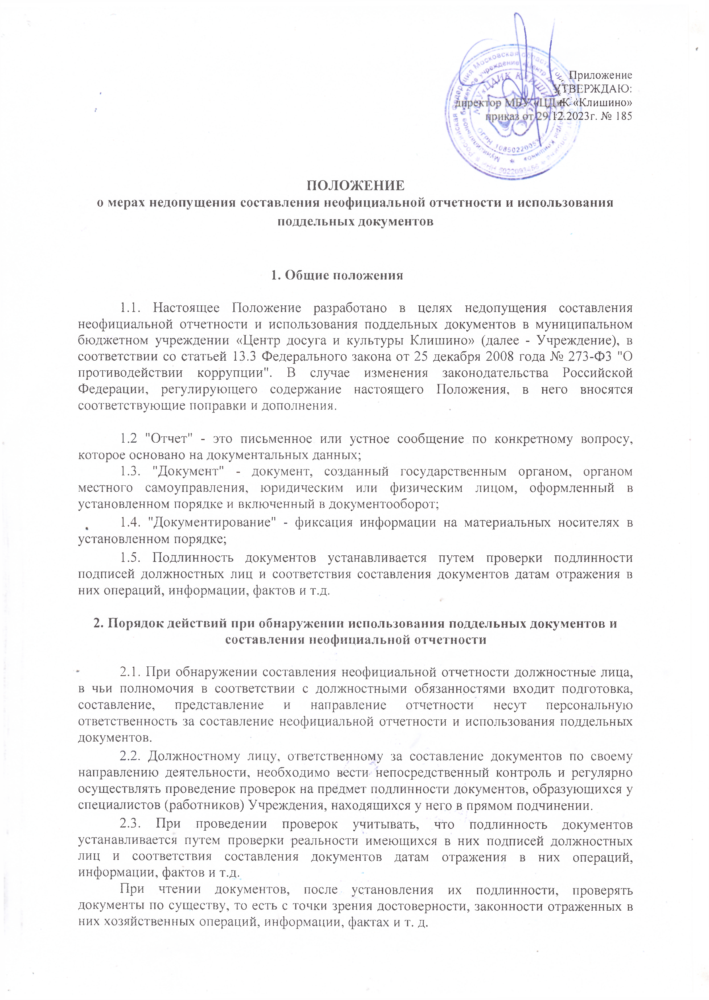 Приложение
УТВЕРЖДАЮ:
директор МБУ «ЦДиК «Клишино»
приказ от 29.12.2023г. № 185
МБУ «ЦДИК КЛИШИНО»
ОГРН 1085022005
ИНН 5022093456
Российская Федерация Московская область
Муниципальное бюджетное учреждение «Центр
ПОЛОЖЕНИЕ
о мерах недопущения составления неофициальной отчетности и использования
поддельных документов
1. Общие положения
1.1. Настоящее Положение разработано в целях недопущения составления
неофициальной отчетности и использования поддельных документов в муниципальном
бюджетном учреждении «Центр досуга и культуры Клишино» (далее - Учреждение), в
соответствии со статьей 13.3 Федерального закона от 25 декабря 2008 года № 273-ФЗ "О
противодействии коррупции". В случае изменения законодательства Российской
Федерации, регулирующего содержание настоящего Положения, в него вносятся
соответствующие поправки и дополнения.
1.2 "Отчет" - это письменное или устное сообщение по конкретному вопросу,
которое основано на документальных данных;
1.3. "Документ" - документ, созданный государственным органом, органом
местного самоуправления, юридическим или физическим лицом, оформленный в
установленном порядке и включенный в документооборот;
1.4. "Документирование" - фиксация информации на материальных носителях в
установленном порядке;
1.5. Подлинность документов устанавливается путем проверки подлинности
подписей должностных лиц и соответствия составления документов датам отражения в
них операций, информации, фактов и т.д.
2. Порядок действий при обнаружении использования поддельных документов и
составления неофициальной отчетности
2.1. При обнаружении составления неофициальной отчетности должностные лица,
в чьи полномочия в соответствии с должностными обязанностями входит подготовка,
составление, представление и направление отчетности несут персональную
ответственность за составление неофициальной отчетности и использования поддельных
документов.
2.2. Должностному лицу, ответственному за составление документов по своему
направлению деятельности, необходимо вести непосредственный контроль и регулярно
осуществлять проведение проверок на предмет подлинности документов, образующихся у
специалистов (работников) Учреждения, находящихся у него в прямом подчинении.
2.3. При проведении проверок учитывать, что подлинность документов
устанавливается путем проверки реальности имеющихся в них подписей должностных
лиц и соответствия составления документов датам отражения в них операций,
информации, фактов и т.д.
При чтении документов, после установления их подлинности, проверять
документы по существу, то есть с точки зрения достоверности, законности отраженных в
них хозяйственных операций, информации, фактах и т. д.